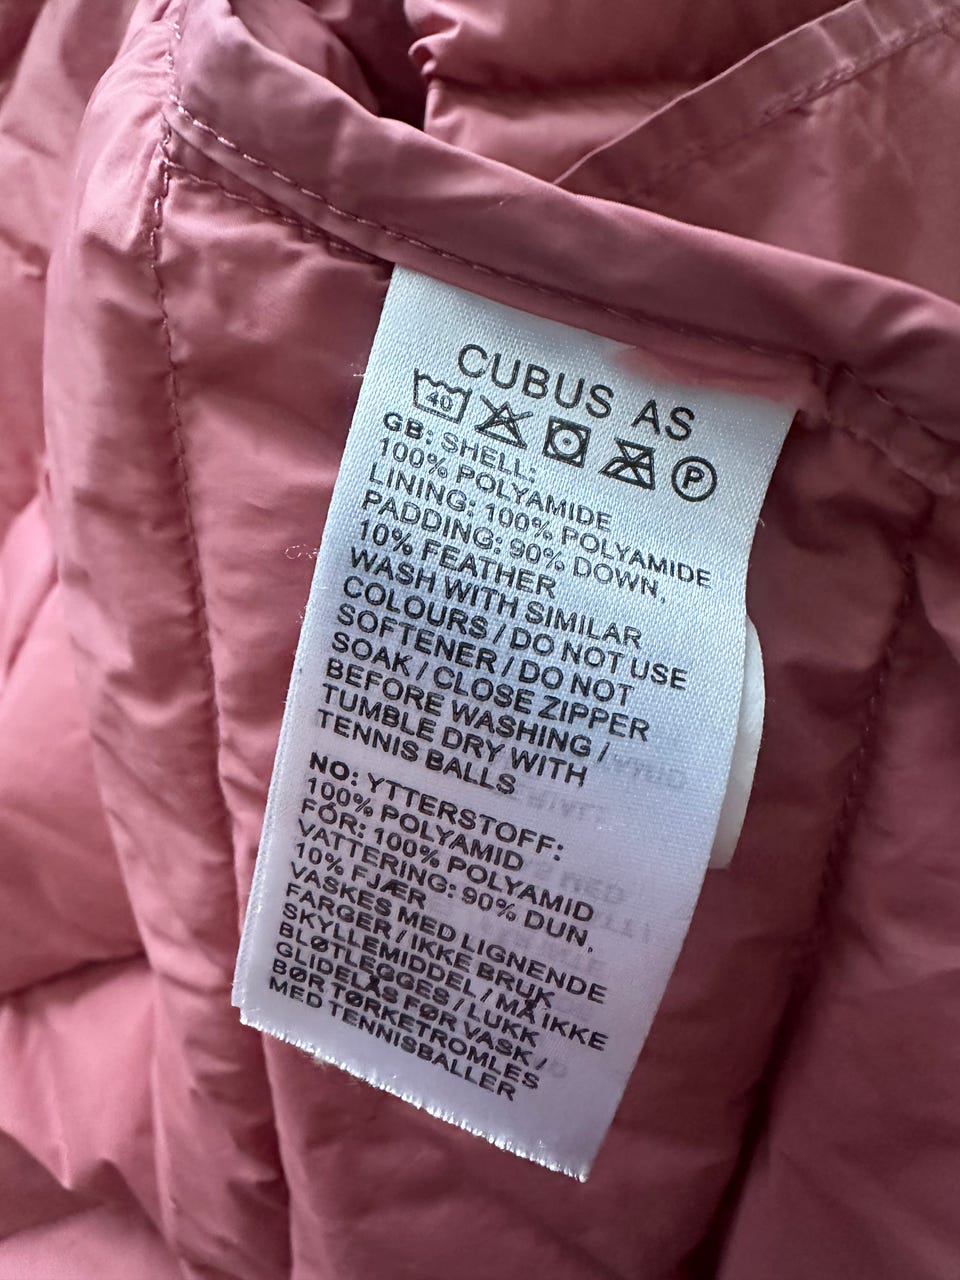 CUBUS AS
40 P
GB: SHELL:
100% POLYAMIDE
LINING: 100% POLYAMIDE
PADDING: 90% DOWN,
10% FEATHER
WASH WITH SIMILAR
COLOURS / DO NOT USE
SOFTENER / DO NOT
SOAK / CLOSE ZIPPER
BEFORE WASHING /
TUMBLE DRY WITH
TENNIS BALLS
NO: YTTERSTOFF:
100% POLYAMID
FÓR: 100% POLYAMID
VATTERING: 90% DUN,
10% FJÆR
VASKES MED LIGNENDE
FARGER / IKKE BRUK
SKYLLEMIDDEL / MÅ IKKE
BLØTLEGGES / LUKK
GLIDELÅS FØR VASK /
BØR TØRKETROMLES
MED TENNISBALLER